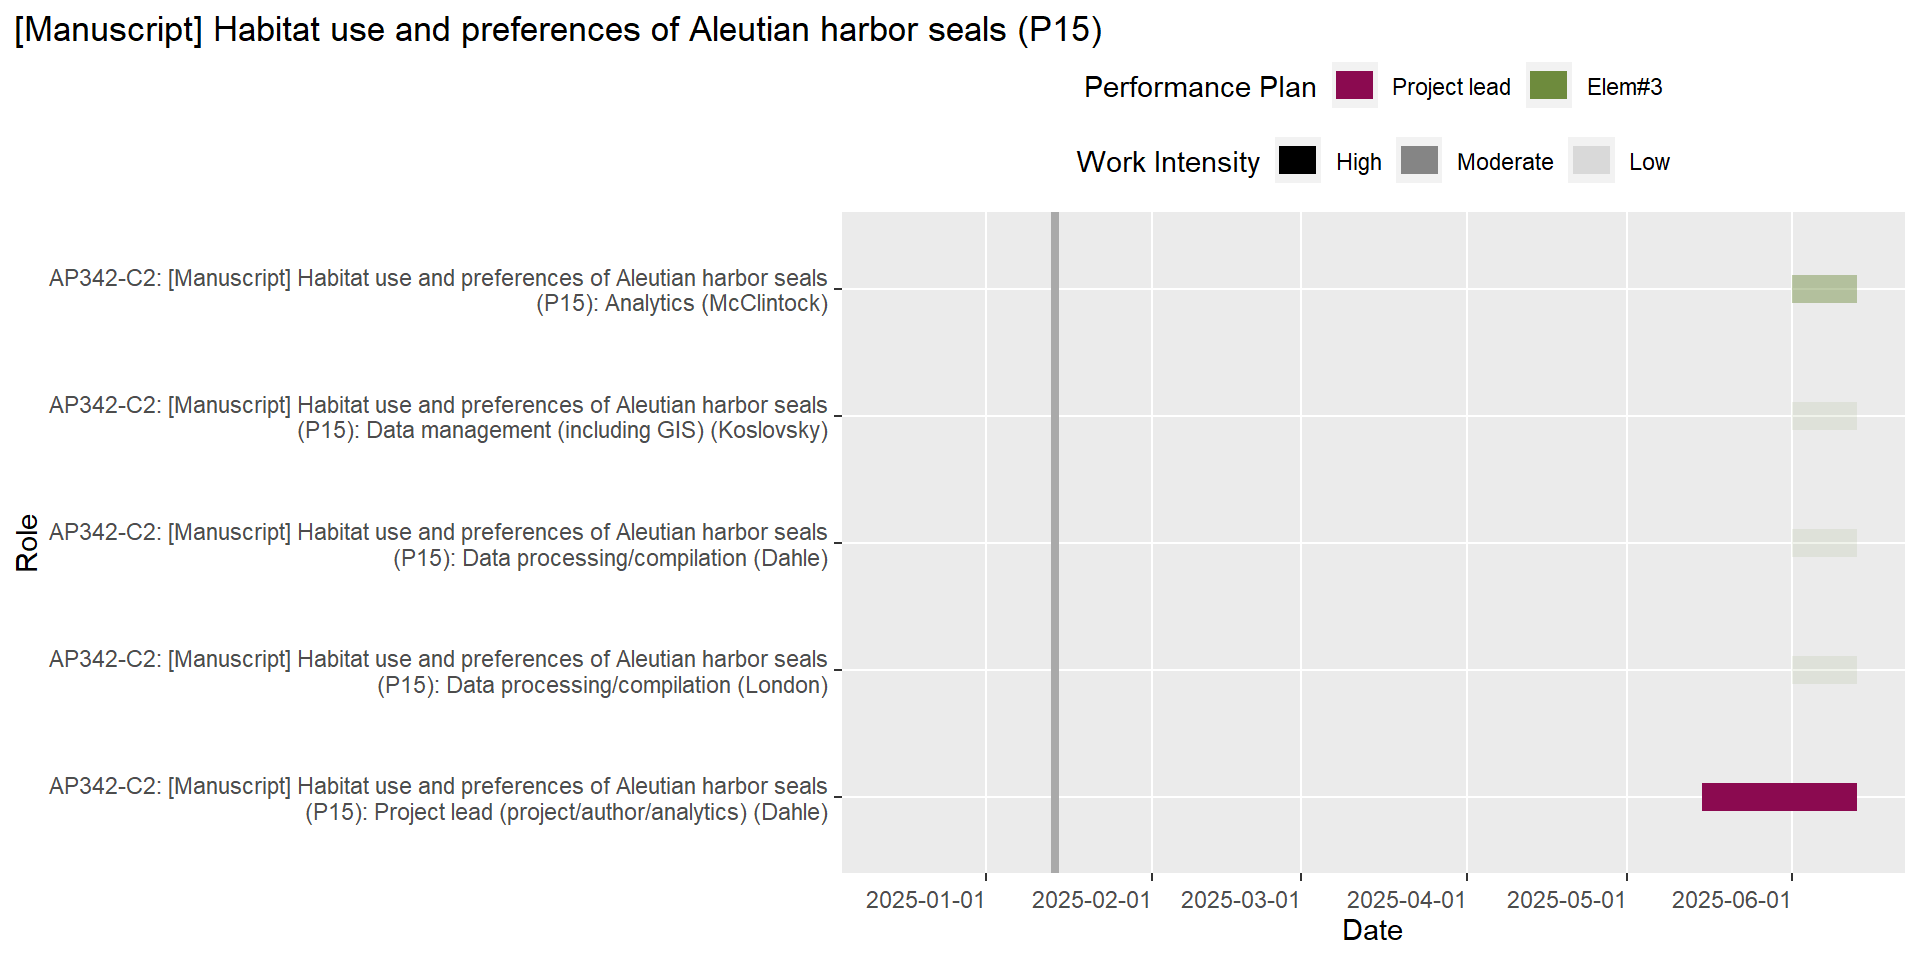 [Manuscript] Habitat use and preferences of Aleutian harbor seals (P15)
Performance Plan Project lead Elem#3
Work Intensity High Moderate Low
AP342-C2: [Manuscript] Habitat use and preferences of Aleutian harbor seals
(P15): Analytics (McClintock)
AP342-C2: [Manuscript] Habitat use and preferences of Aleutian harbor seals
(P15): Data management (including GIS) (Koslovsky)
AP342-C2: [Manuscript] Habitat use and preferences of Aleutian harbor seals
(P15): Data processing/compilation (Dahle)
AP342-C2: [Manuscript] Habitat use and preferences of Aleutian harbor seals
(P15): Data processing/compilation (London)
AP342-C2: [Manuscript] Habitat use and preferences of Aleutian harbor seals
(P15): Project lead (project/author/analytics) (Dahle)
Role
2025-01-01 2025-02-01 2025-03-01 2025-04-01 2025-05-01 2025-06-01
Date